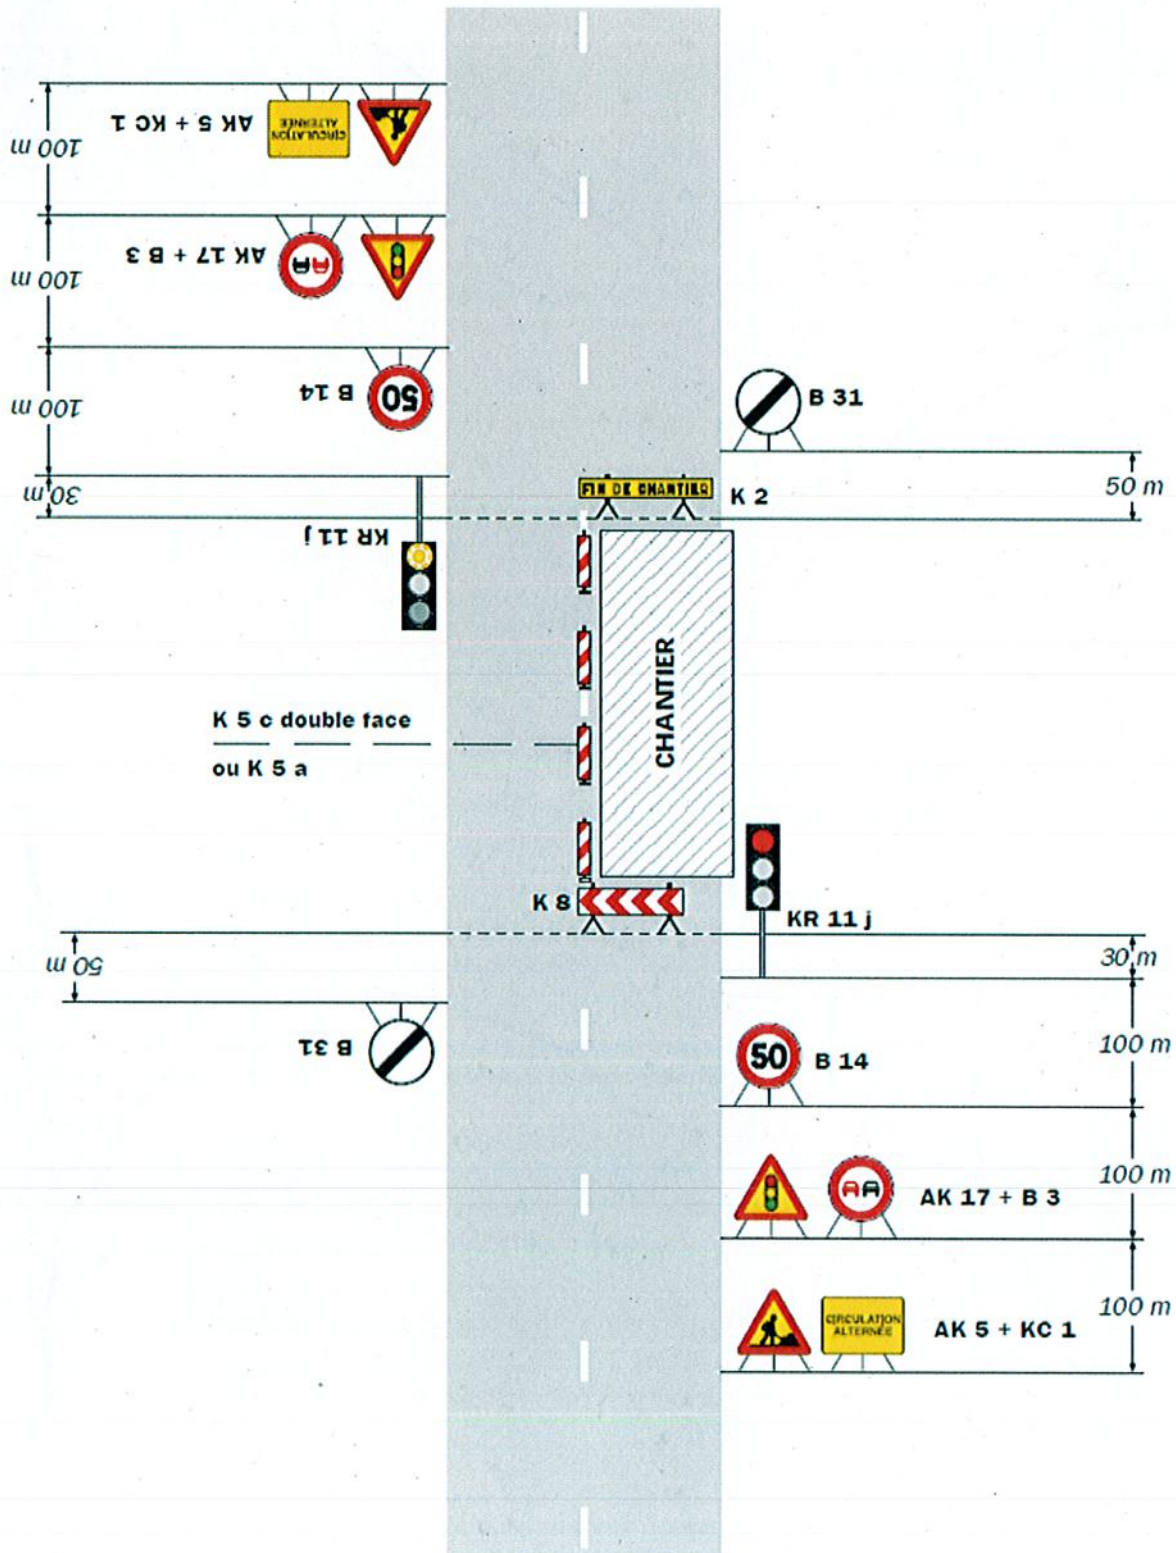 100 m
AK 5 + KC 1
CIRCULATION
ALTERNÉE
100 m
AK 17 + B 3
100 m
B 14
50
B 31
30 m
KR 11 j
FIN DE CHANTIER
K 2
50 m
CHANTIER
K 5 c double face
ou K 5 a
K 8
KR 11 j
50 m
30 m
B 31
50
B 14
100 m
AK 17 + B 3
100 m
CIRCULATION
ALTERNÉE
AK 5 + KC 1
100 m